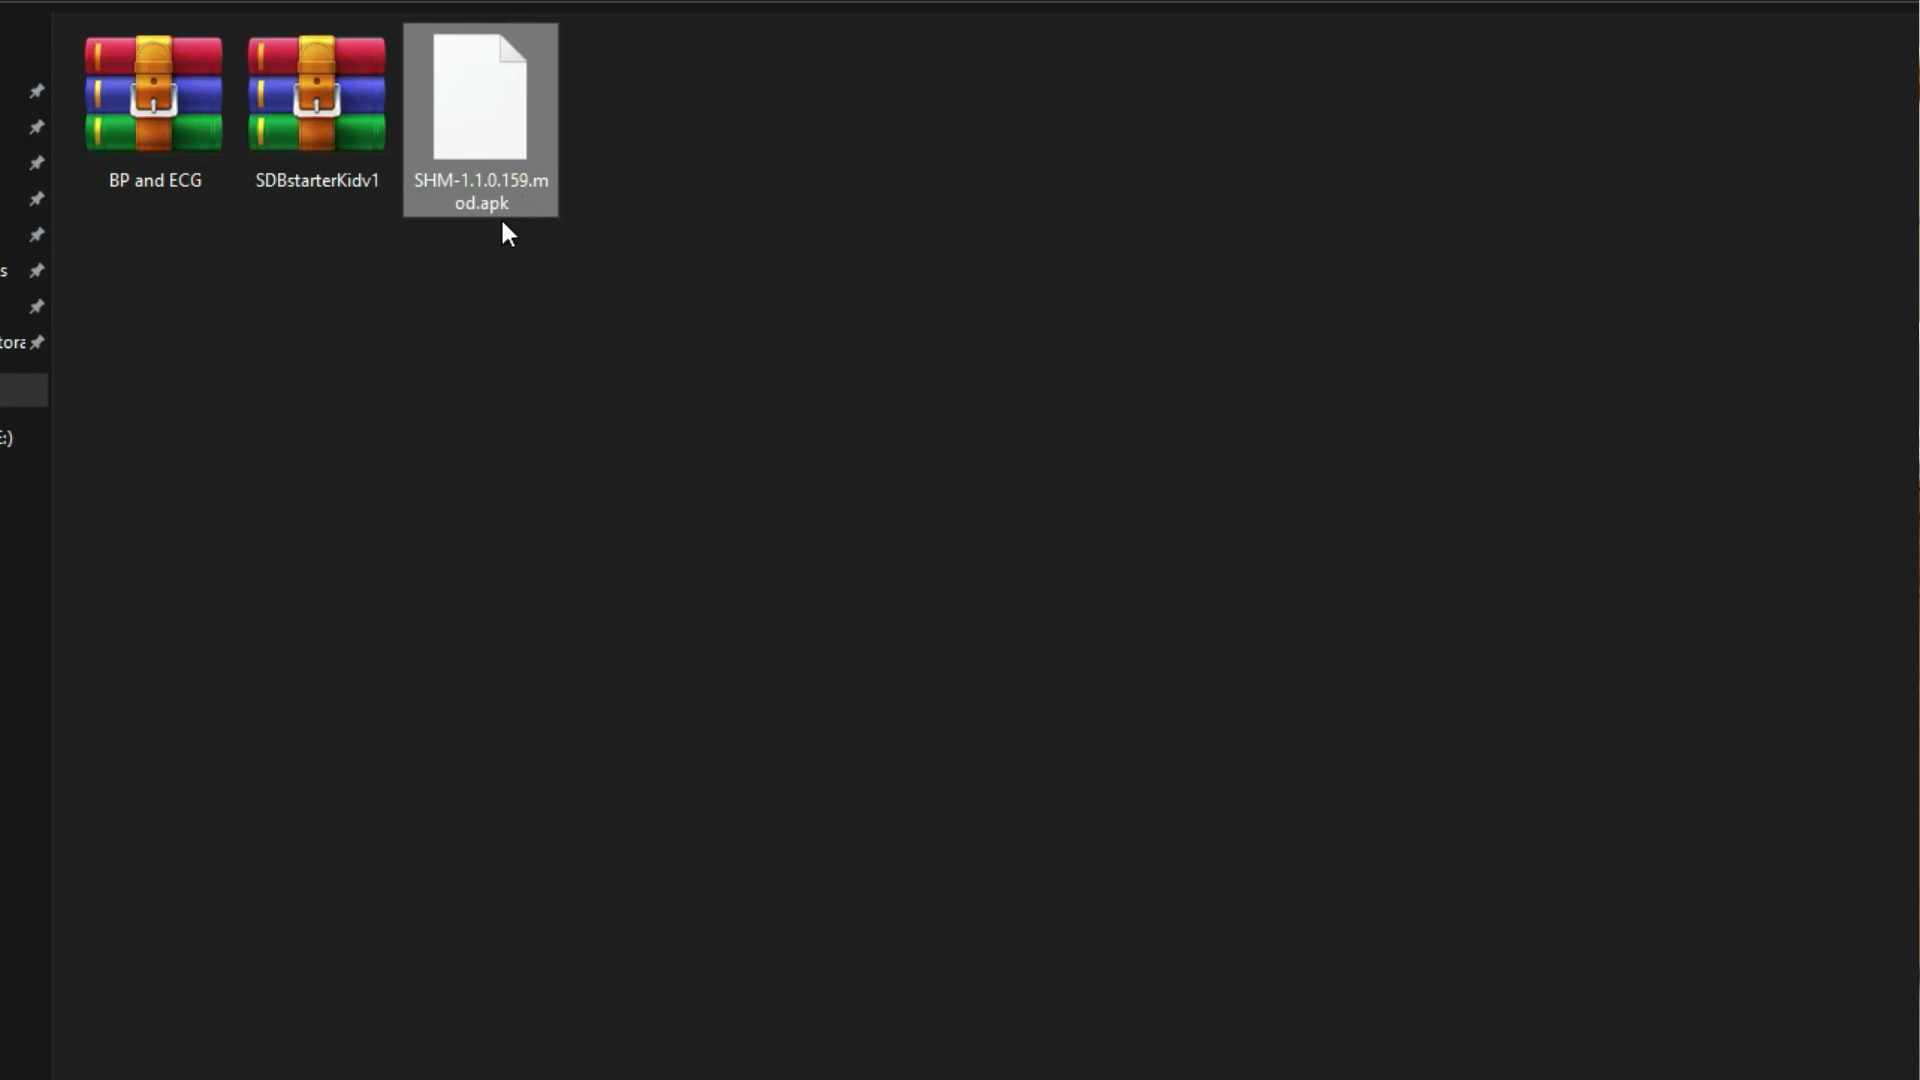 BP and ECG
SDBstarterKidv1
SHM-1.1.0.159.m
od.apk
s
tora
E:)